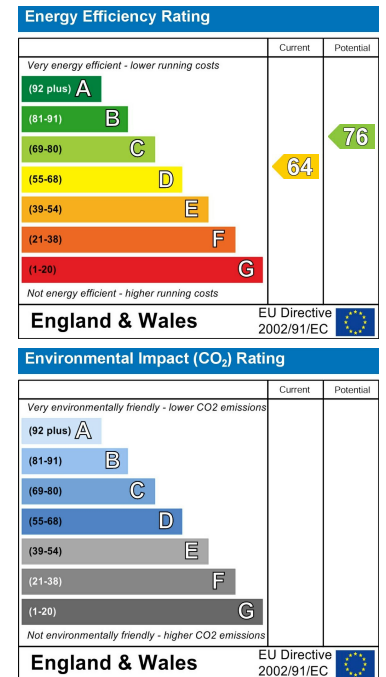 Energy Efficiency Rating
Current Potential
Very energy efficient - lower running costs
(92 plus) A
(81-91) B
(69-80) C
(55-68) D
(39-54) E
(21-38) F
(1-20) G
64
76
Not energy efficient - higher running costs
England & Wales
EU Directive
2002/91/EC
Environmental Impact (CO₂) Rating
Current Potential
Very environmentally friendly - lower CO2 emissions
(92 plus) A
(81-91) B
(69-80) C
(55-68) D
(39-54) E
(21-38) F
(1-20) G
Not environmentally friendly - higher CO2 emissions
England & Wales
EU Directive
2002/91/EC